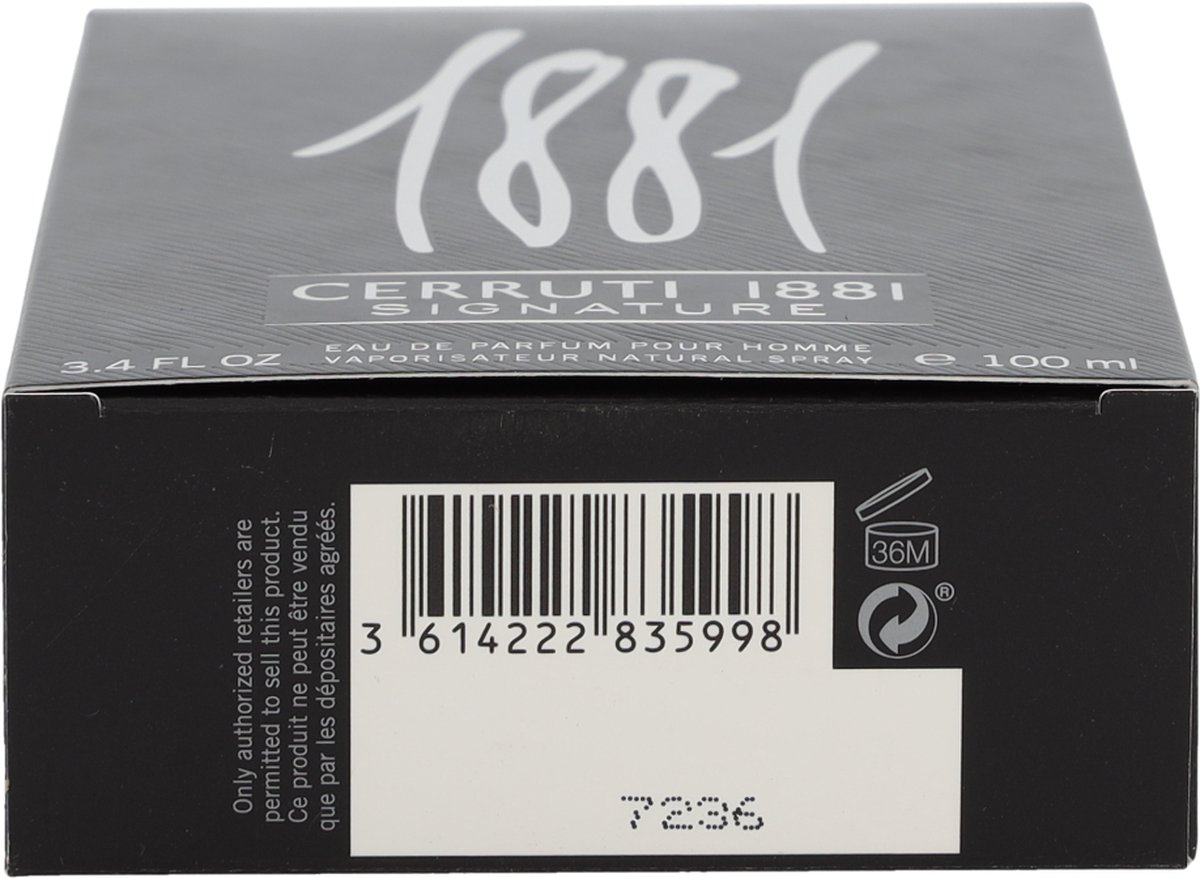 1881
CERRUTI 1881
SIGNATURE
EAU DE PARFUM POUR HOMME
VAPORISATEUR NATURAL SPRAY
3.4 FL OZ
e 100 ml
Only authorized retailers are
permitted to sell this product.
Ce produit ne peut être vendu
que par les dépositaires agréés.
3 614222 835998
36M
®
7236